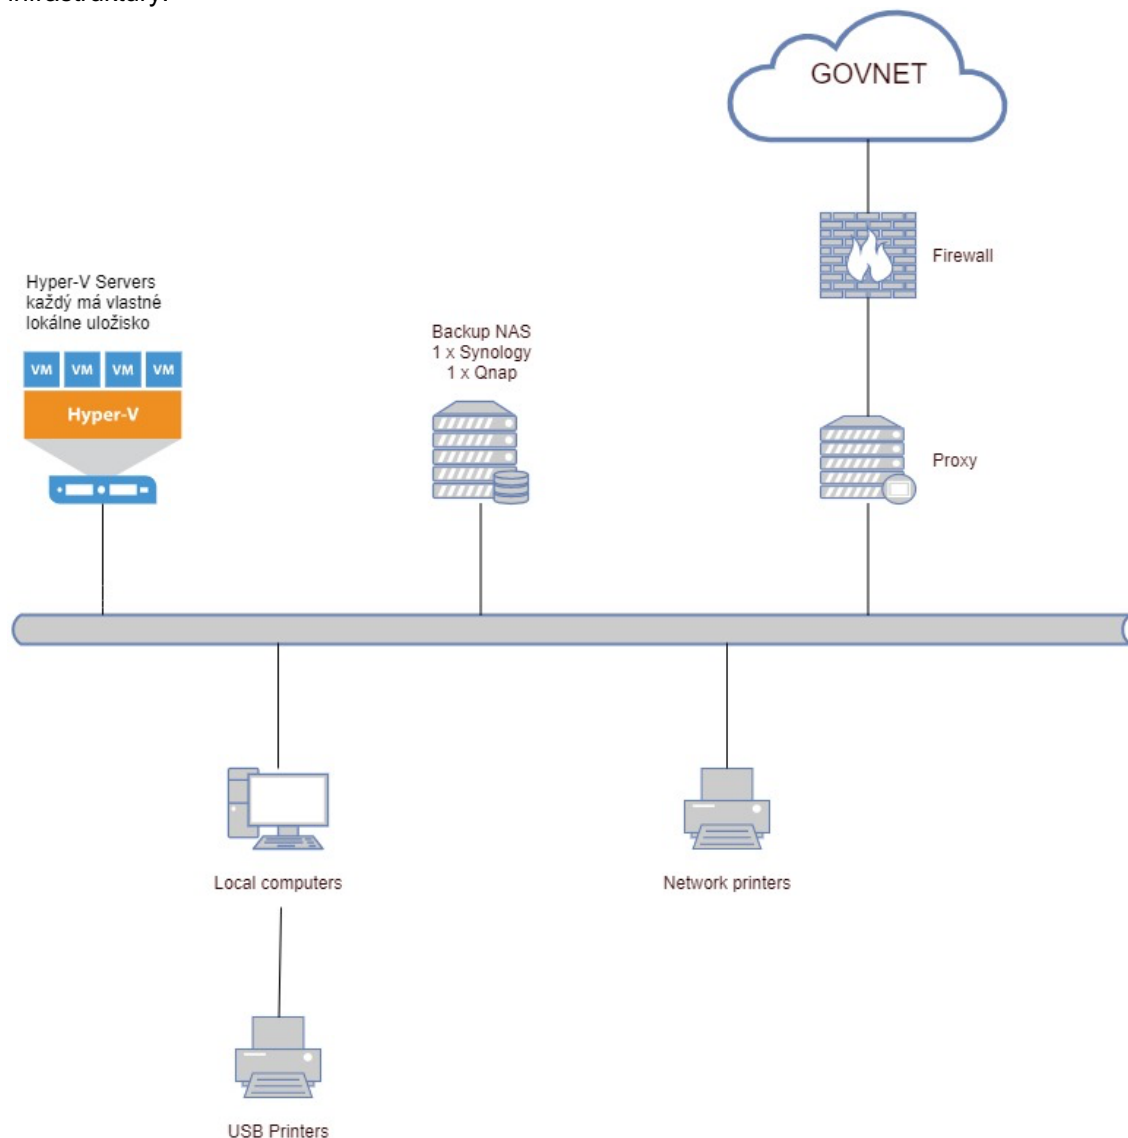 infraštruktúry.
GOVNET
Firewall
Hyper-V Servers
každý má vlastné
lokálne uložisko
VM VM VM VM
Hyper-V
Backup NAS
1 x Synology
1 x Qnap
Proxy
Local computers
Network printers
USB Printers